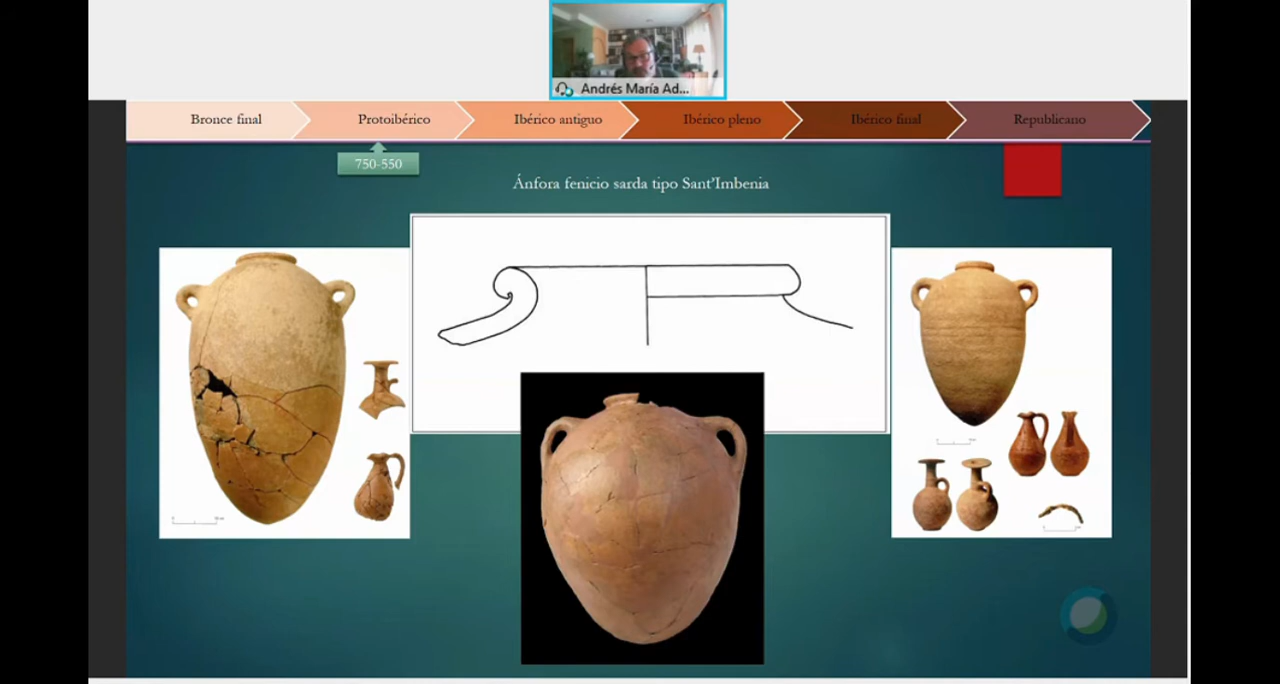 Andrés María Ad...
Bronce final
Protoibérico
Ibérico antiguo
Ibérico pleno
Ibérico final
Republicano
750-550
Ánfora fenicio sarda tipo Sant'Imbenia